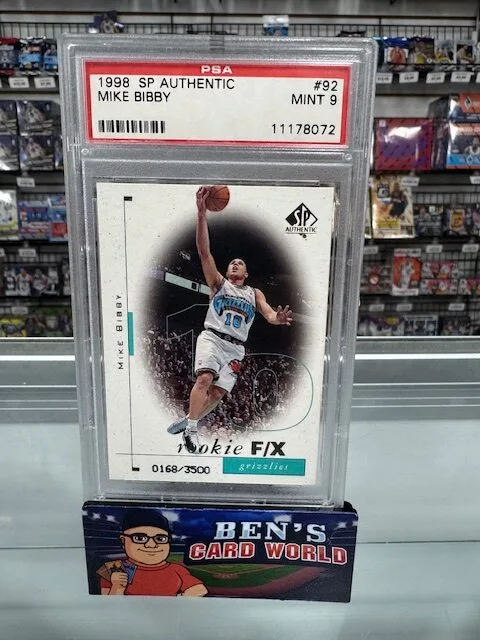 PSA
1998 SP AUTHENTIC #92
MIKE BIBBY MINT 9
11178072
SP
AUTHENTIC
MIKE BIBBY
GRIZZLIES
10
rookie F/X
grizzlies
0168/3500
BEN'S
CARD WORLD